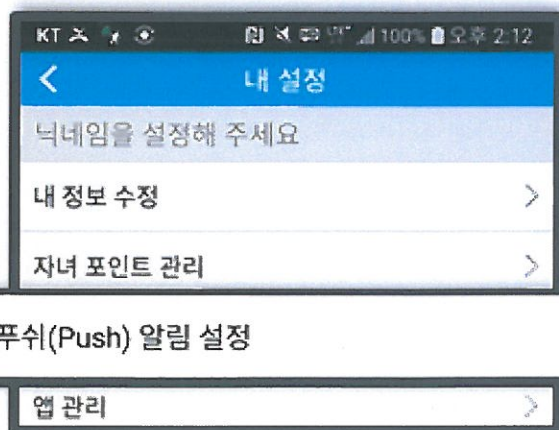 KT 100% 오후 2:12
내 설정
닉네임을 설정해 주세요
내 정보 수정
자녀 포인트 관리
푸쉬(Push) 알림 설정
앱 관리